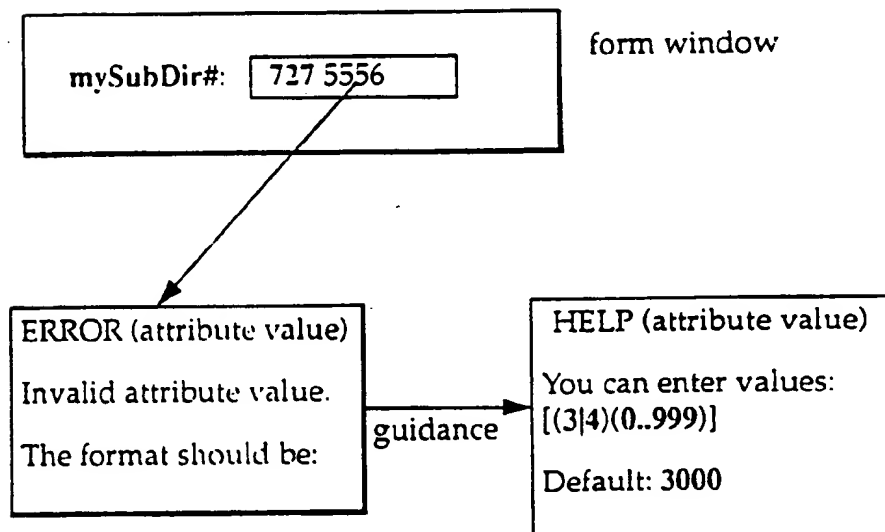 form window
mySubDir#: 727 5556
ERROR (attribute value)
Invalid attribute value.
The format should be:
guidance
HELP (attribute value)
You can enter values:
[(3|4)(0..999)]
Default: 3000